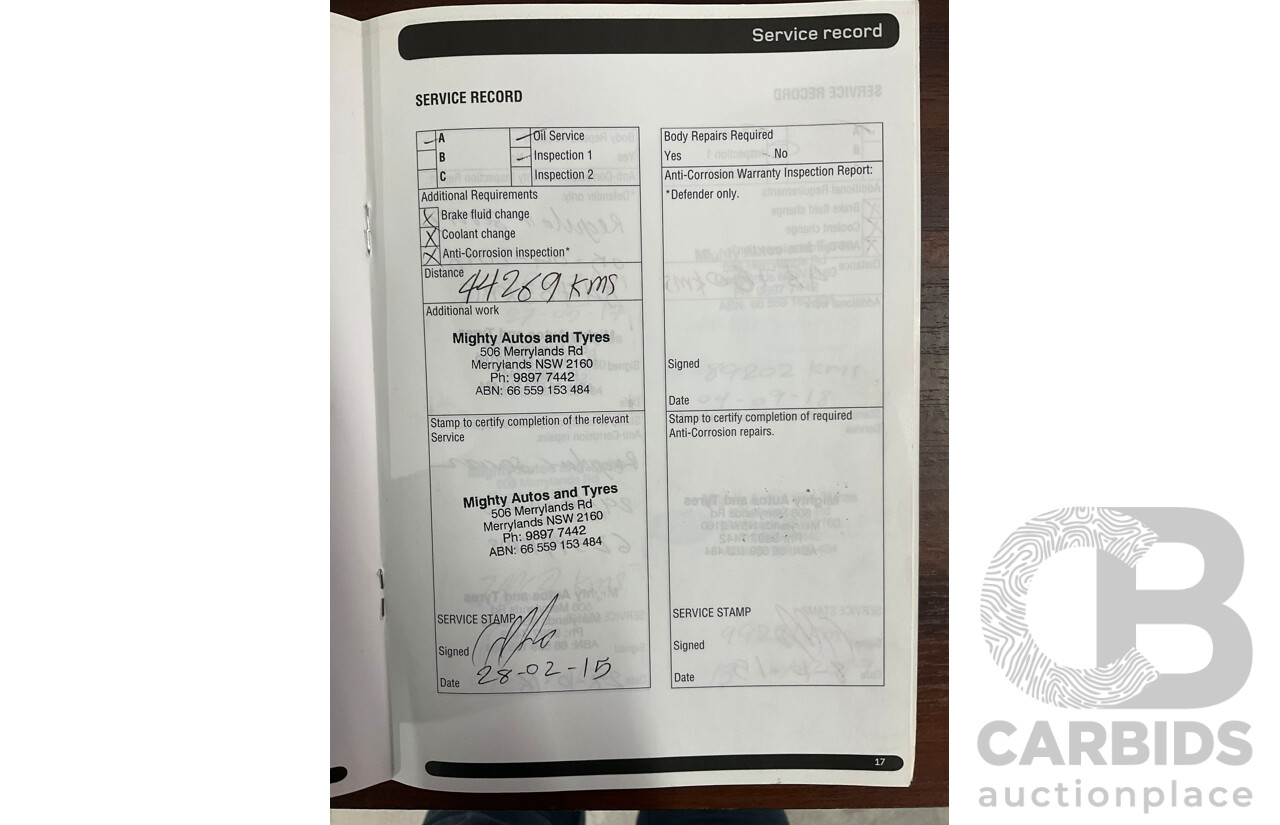 Service record
SERVICE RECORD
A
Oil Service
B
Inspection 1
C
Inspection 2
Additional Requirements
Brake fluid change
Coolant change
Anti-Corrosion inspection*
Distance 44269 kms
Additional work
Mighty Autos and Tyres
506 Merrylands Rd
Merrylands NSW 2160
Ph: 9897 7442
ABN: 66 559 153 484
Stamp to certify completion of the relevant
Service
Mighty Autos and Tyres
506 Merrylands Rd
Merrylands NSW 2160
Ph: 9897 7442
ABN: 66 559 153 484
SERVICE STAMP
Signed
Date 28-02-15
Body Repairs Required
Yes No
Anti-Corrosion Warranty Inspection Report:
*Defender only.
Signed
Date
Stamp to certify completion of required
Anti-Corrosion repairs.
SERVICE STAMP
Signed
Date
17
CB
CARBIDS
auctionplace